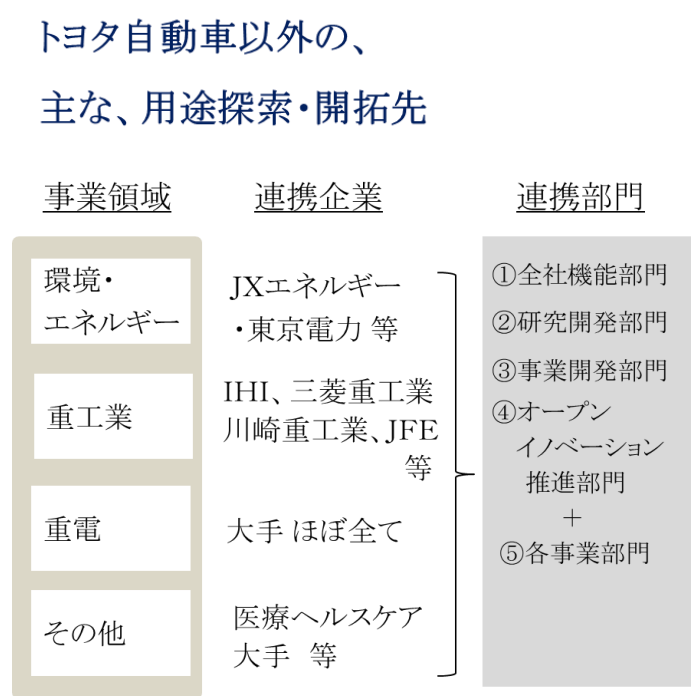 トヨタ自動車以外の、
主な、用途探索・開拓先
事業領域
連携企業
連携部門
環境・
エネルギー
JXエネルギー
・東京電力 等
重工業
IHI、三菱重工業
川崎重工業、JFE
等
重電
大手 ほぼ全て
その他
医療ヘルスケア
大手 等
①全社機能部門
②研究開発部門
③事業開発部門
④オープン
イノベーション
推進部門
+
⑤各事業部門